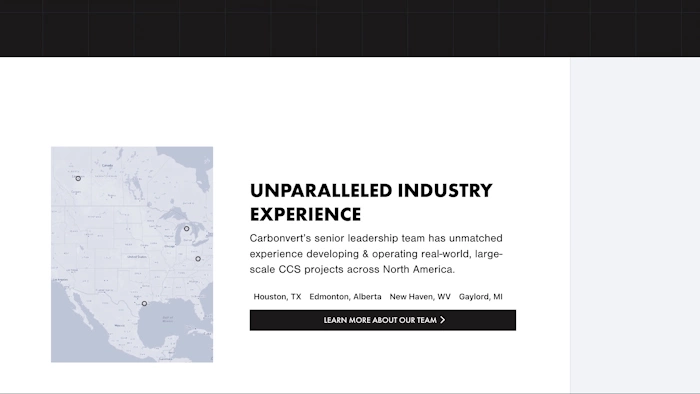 UNPARALLELED INDUSTRY
EXPERIENCE
Carbonvert's senior leadership team has unmatched
experience developing & operating real-world, large-
scale CCS projects across North America.
Houston, TX Edmonton, Alberta New Haven, WV Gaylord, MI
LEARN MORE ABOUT OUR TEAM